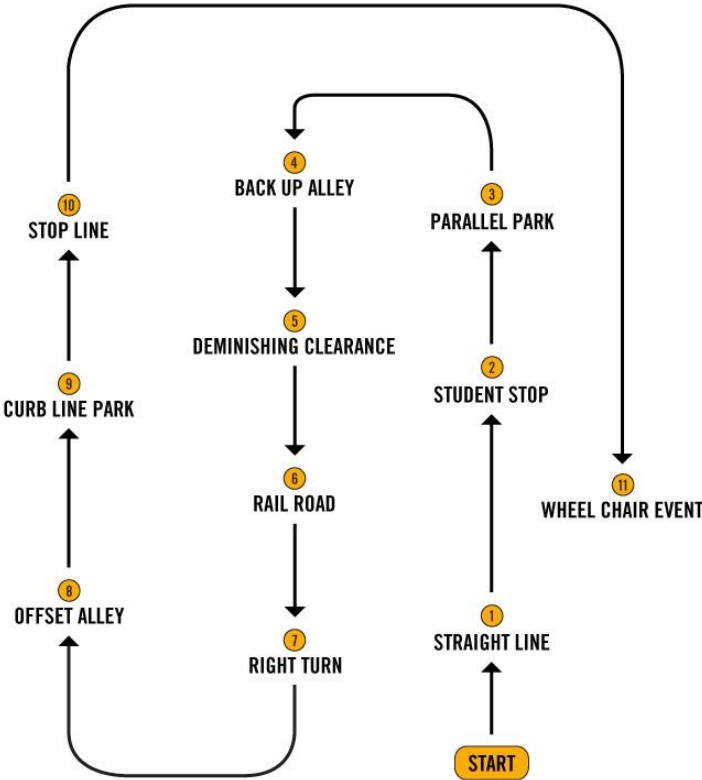 START
1
STRAIGHT LINE
2
STUDENT STOP
3
PARALLEL PARK
4
BACK UP ALLEY
5
DEMINISHING CLEARANCE
6
RAIL ROAD
7
RIGHT TURN
8
OFFSET ALLEY
9
CURB LINE PARK
10
STOP LINE
11
WHEEL CHAIR EVENT